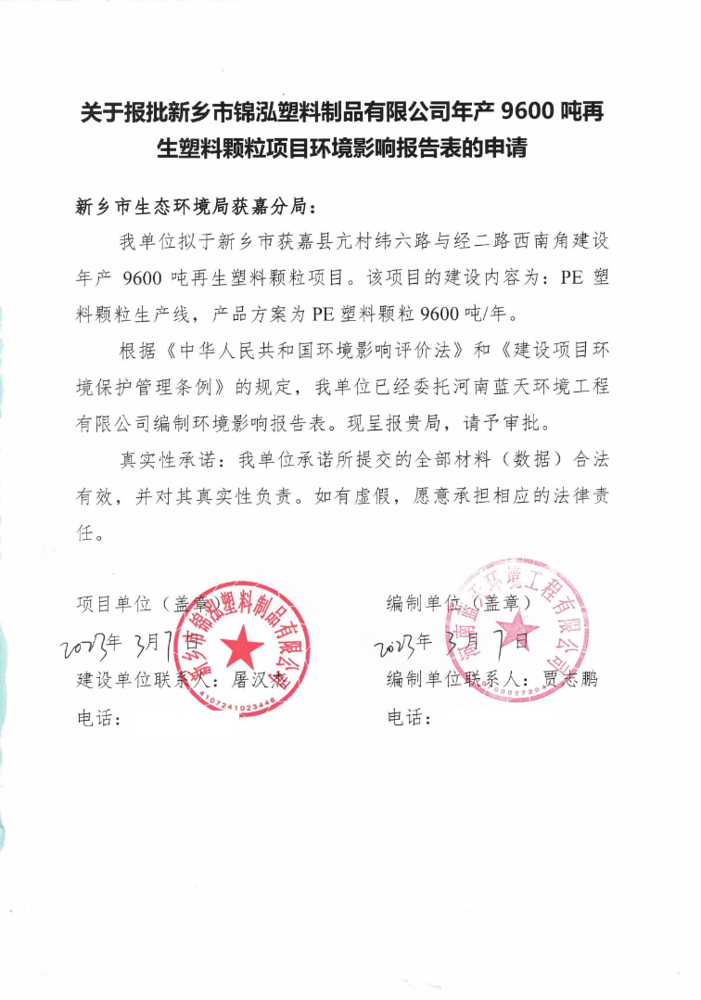 关于报批新乡市锦泓塑料制品有限公司年产 9600 吨再
生塑料颗粒项目环境影响报告表的申请
新乡市生态环境局获嘉分局：
我单位拟于新乡市获嘉县亢村纬六路与经二路西南角建设
年产 9600 吨再生塑料颗粒项目。该项目的建设内容为：PE 塑
料颗粒生产线，产品方案为 PE 塑料颗粒 9600 吨/年。
根据《中华人民共和国环境影响评价法》和《建设项目环
境保护管理条例》的规定，我单位已经委托河南蓝天环境工程
有限公司编制环境影响报告表。现呈报贵局，请予审批。
真实性承诺：我单位承诺所提交的全部材料（数据）合法
有效，并对其真实性负责。如有虚假，愿意承担相应的法律责
任。
项目单位（盖章）
2023年 3月7日
建设单位联系人：屠汉
电话：
新乡市锦泓塑料制品有限公司
4107241023446
编制单位（盖章）
2023年 3月 7日
编制单位联系人：贾志鹏
电话：
河南蓝天环境工程有限公司